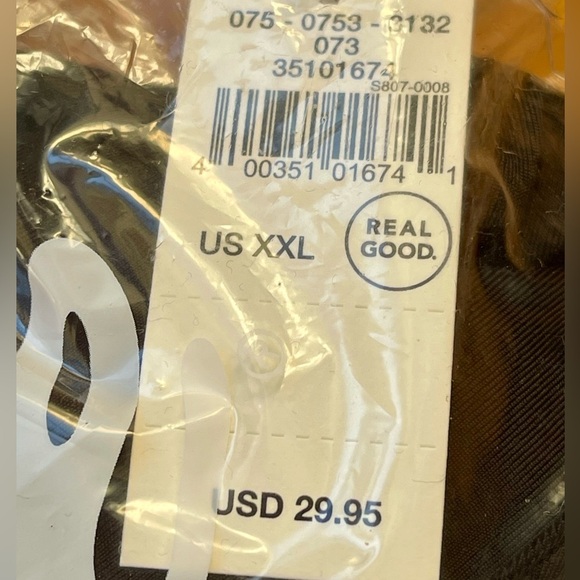 075 - 0753 - 3132
073
35101674
S807-0008
4 00351 01674 1
US XXL
REAL
GOOD.
USD 29.95